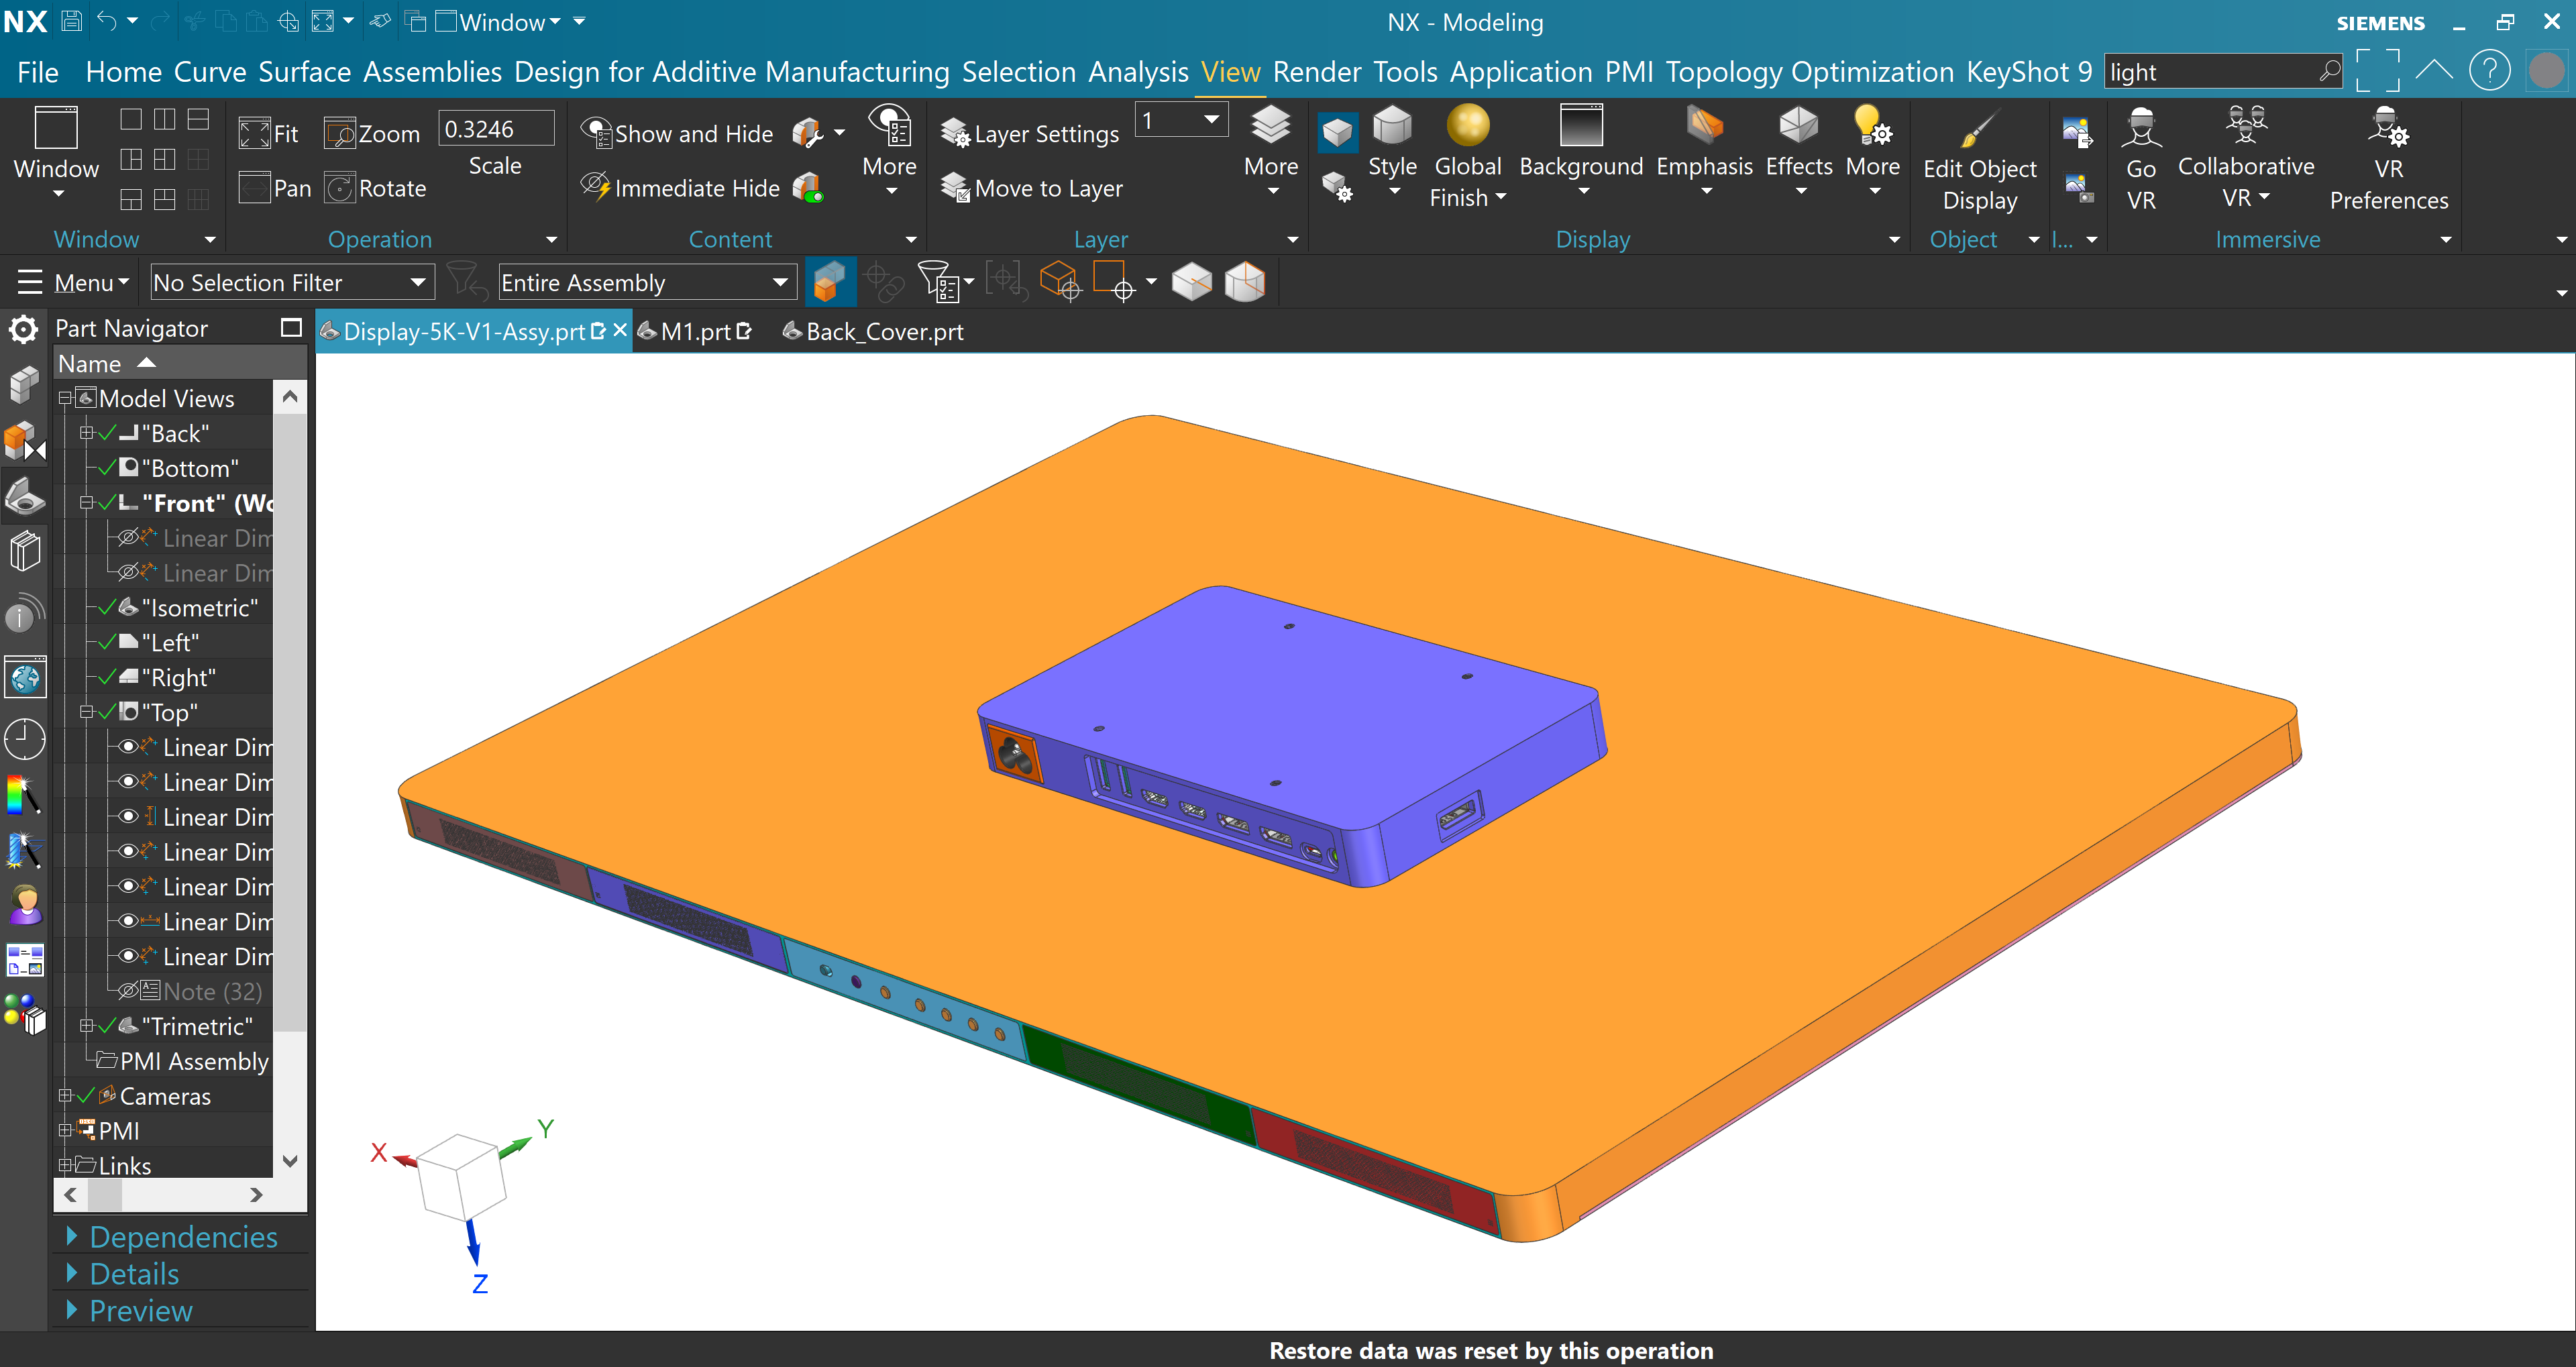 NX Window NX - Modeling SIEMENS
File Home Curve Surface Assemblies Design for Additive Manufacturing Selection Analysis View Render Tools Application PMI Topology Optimization KeyShot 9 light
Window
Fit Zoom 0.3246
Scale
Pan Rotate
Show and Hide
Immediate Hide
More
Layer Settings 1
Move to Layer
More
Style
Global
Finish
Background
Emphasis
Effects
More
Edit Object
Display
Go
VR
Collaborative
VR
VR
Preferences
Window Operation Content Layer Display Object I... Immersive
Menu No Selection Filter Entire Assembly
Part Navigator
Display-5K-V1-Assy.prt M1.prt Back_Cover.prt
Name
Model Views
"Back"
"Bottom"
"Front" (Wo
Linear Dim
Linear Dim
"Isometric"
"Left"
"Right"
"Top"
Linear Dim
Linear Dim
Linear Dim
Linear Dim
Linear Dim
Linear Dim
Linear Dim
Note (32)
"Trimetric"
PMI Assembly
Cameras
PMI
Links
Dependencies
Details
Preview
X
Y
Z
Restore data was reset by this operation